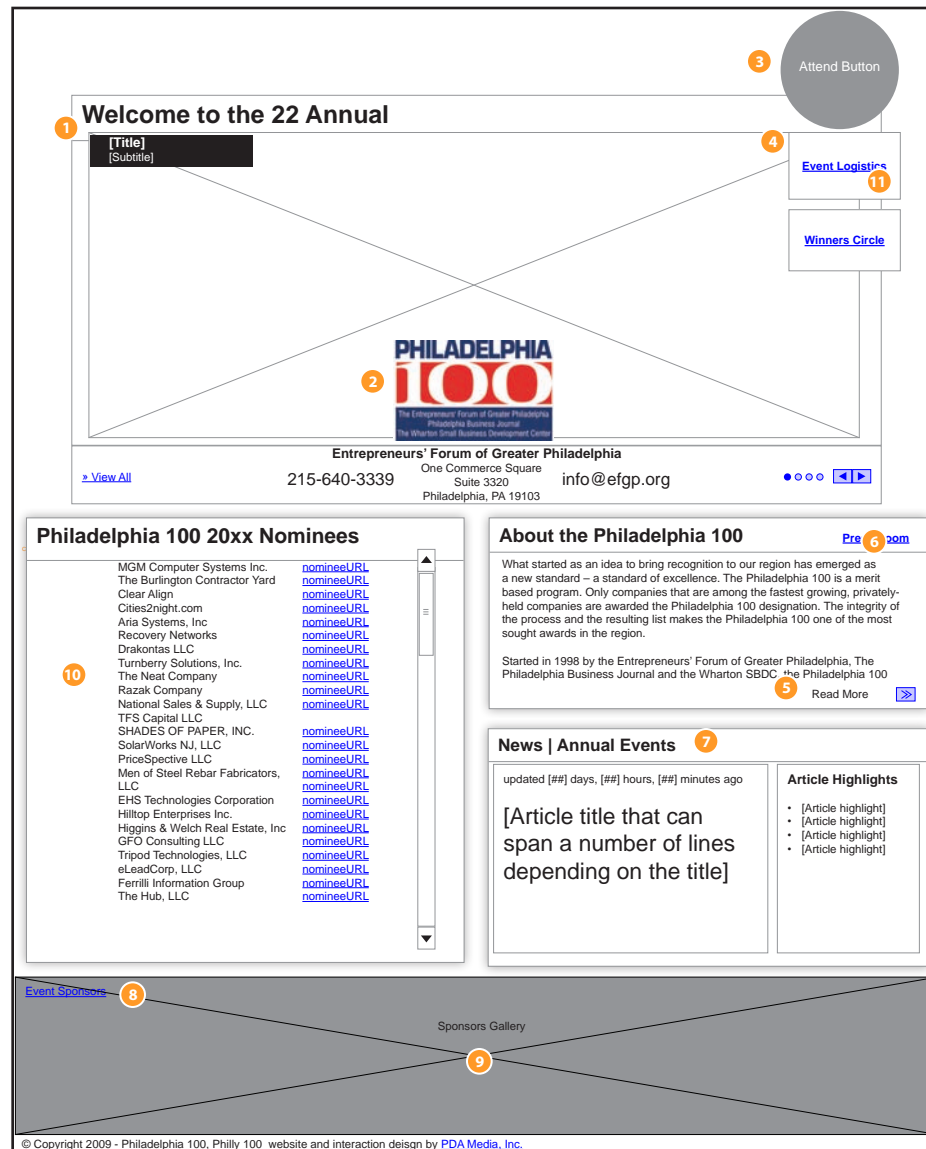 3
Attend Button
Welcome to the 22 Annual
1
[Title]
[Subtitle]
4
Event Logistics
11
Winners Circle
PHILADELPHIA
100
The Entrepreneurs' Forum of Greater Philadelphia
Philadelphia Business Journal
The Wharton Small Business Development Center
2
Entrepreneurs' Forum of Greater Philadelphia
» View All
215-640-3339
One Commerce Square
Suite 3320
Philadelphia, PA 19103
info@efgp.org
Philadelphia 100 20xx Nominees
MGM Computer Systems Inc. nomineeURL
The Burlington Contractor Yard nomineeURL
Clear Align nomineeURL
Cities2night.com nomineeURL
Aria Systems, Inc nomineeURL
Recovery Networks nomineeURL
Drakontas LLC nomineeURL
Turnberry Solutions, Inc. nomineeURL
The Neat Company nomineeURL
Razak Company nomineeURL
National Sales & Supply, LLC nomineeURL
TFS Capital LLC
SHADES OF PAPER, INC. nomineeURL
SolarWorks NJ, LLC nomineeURL
PriceSpective LLC nomineeURL
Men of Steel Rebar Fabricators, nomineeURL
LLC nomineeURL
EHS Technologies Corporation nomineeURL
Hilltop Enterprises Inc. nomineeURL
Higgins & Welch Real Estate, Inc nomineeURL
GFO Consulting LLC nomineeURL
Tripod Technologies, LLC nomineeURL
eLeadCorp, LLC nomineeURL
Ferrilli Information Group nomineeURL
The Hub, LLC nomineeURL
10
About the Philadelphia 100
6
What started as an idea to bring recognition to our region has emerged as
a new standard – a standard of excellence. The Philadelphia 100 is a merit
based program. Only companies that are among the fastest growing, privately-
held companies are awarded the Philadelphia 100 designation. The integrity of
the process and the resulting list makes the Philadelphia 100 one of the most
sought awards in the region.
Started in 1998 by the Entrepreneurs' Forum of Greater Philadelphia, The
Philadelphia Business Journal and the Wharton SBDC, the Philadelphia 100
5
Read More
News | Annual Events
7
updated [##] days, [##] hours, [##] minutes ago
[Article title that can
span a number of lines
depending on the title]
Article Highlights
• [Article highlight]
• [Article highlight]
• [Article highlight]
• [Article highlight]
Event Sponsors
8
Sponsors Gallery
9
© Copyright 2009 - Philadelphia 100, Philly 100 website and interaction deisgn by PDA Media, Inc.